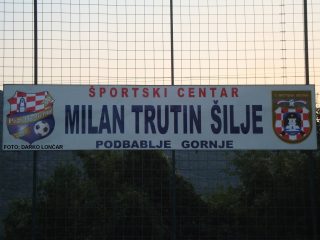 ŠPORTSKI CENTAR
MILAN TRUTIN ŠILJE
PODBABLJE GORNJE
FOTO: DARKO LONČAR